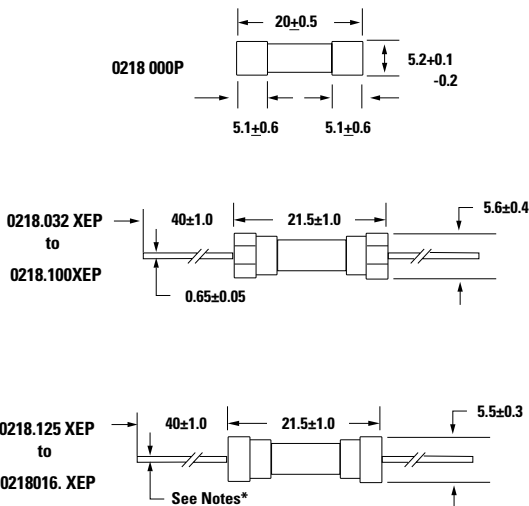 20±0.5
0218 000P
5.2+0.1
-0.2
5.1±0.6
5.1±0.6
0218.032 XEP
to
0218.100XEP
40±1.0
21.5±1.0
5.6±0.4
0.65±0.05
0218.125 XEP
to
0218016. XEP
40±1.0
21.5±1.0
5.5±0.3
See Notes*